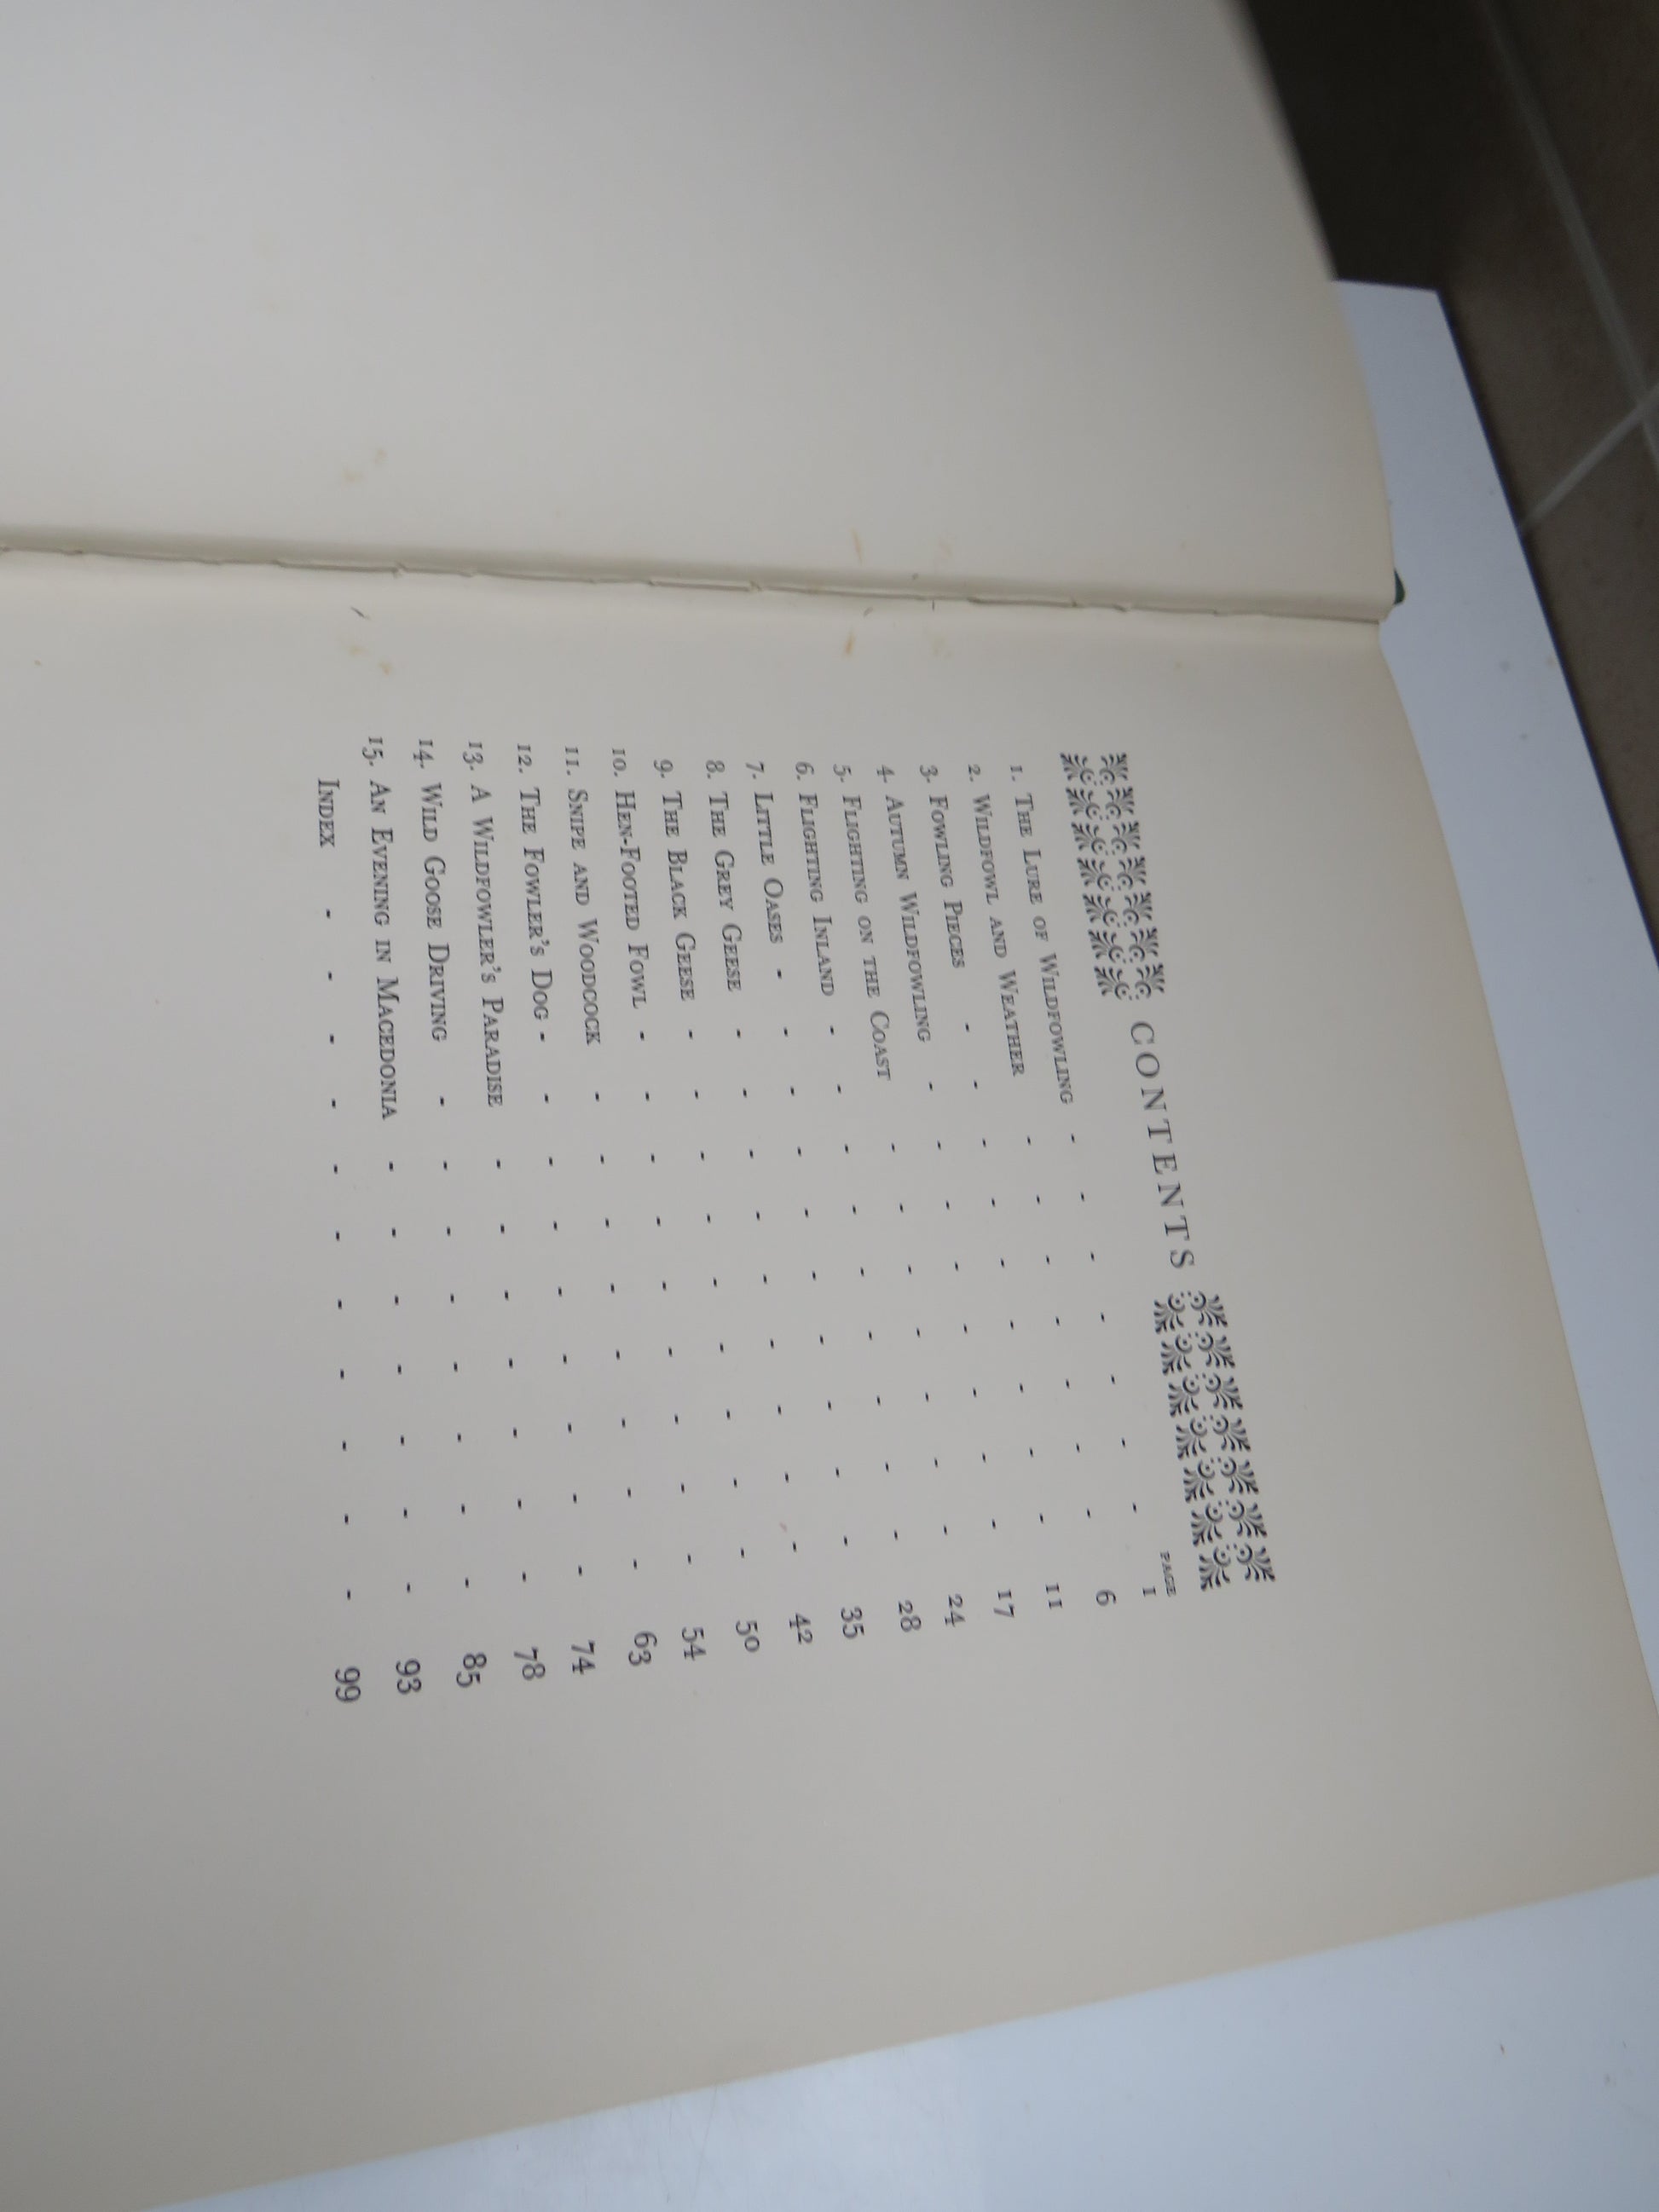 CONTENTS
PAGE
1. The Lure of Wildfowling - - - - - - - 1
2. Wildfowl and Weather - - - - - - - 6
3. Fowling Pieces - - - - - - - - - 11
4. Autumn Wildfowling - - - - - - - - 17
5. Flighting on the Coast - - - - - - - 24
6. Flighting Inland - - - - - - - - - 28
7. Little Oases - - - - - - - - - - 35
8. The Grey Geese - - - - - - - - - 42
9. The Black Geese - - - - - - - - - 50
10. Hen-Footed Fowl - - - - - - - - - 54
11. Snipe and Woodcock - - - - - - - - 63
12. The Fowler's Dog - - - - - - - - - 74
13. A Wildfowler's Paradise - - - - - - - 78
14. Wild Goose Driving - - - - - - - - 85
15. An Evening in Macedonia - - - - - - - 93
Index - - - - - - - - - - - 99